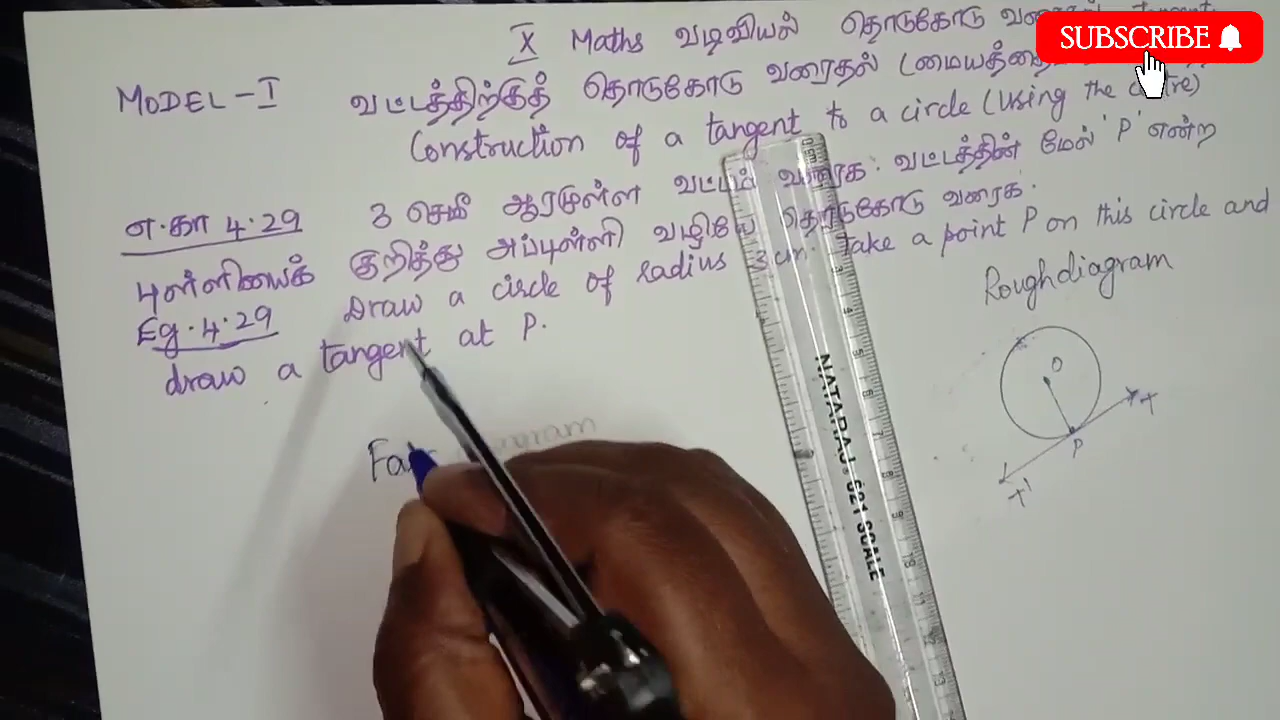 X Maths வடிவியல் தொடுகோடு
SUBSCRIBE
MODEL-I வட்டத்திற்குத் தொடுகோடு வரைதல்
Construction of a tangent to a circle (Using the
எ.கா 4.29 3 செமீ ஆரமுள்ள வட்டம் வரைக. வட்டத்தின் மேல் 'P' என்ற
புள்ளியைக் குறித்து அப்புள்ளி வழியே தொடுகோடு வரைக.
Eg.4.29 Draw a circle of radius 3 cm. Take a point P on this circle and
draw a tangent at P.
Rough diagram
O
P
T
T'
NATARAJ . 621 SCALE